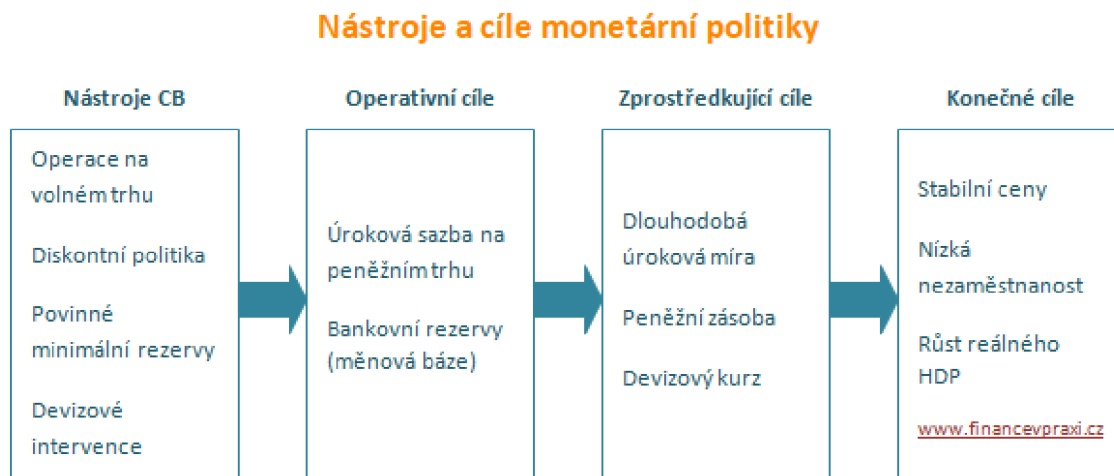 Nástroje a cíle monetární politiky
Nástroje CB
Operace na
volném trhu
Diskontní politika
Povinné
minimální rezervy
Devizové
intervence
Operativní cíle
Úroková sazba na
peněžním trhu
Bankovní rezervy
(měnová báze)
Zprostředkující cíle
Dlouhodobá
úroková míra
Peněžní zásoba
Devizový kurz
Konečné cíle
Stabilní ceny
Nízká
nezaměstnanost
Růst reálného
HDP
www.financevpraxi.cz